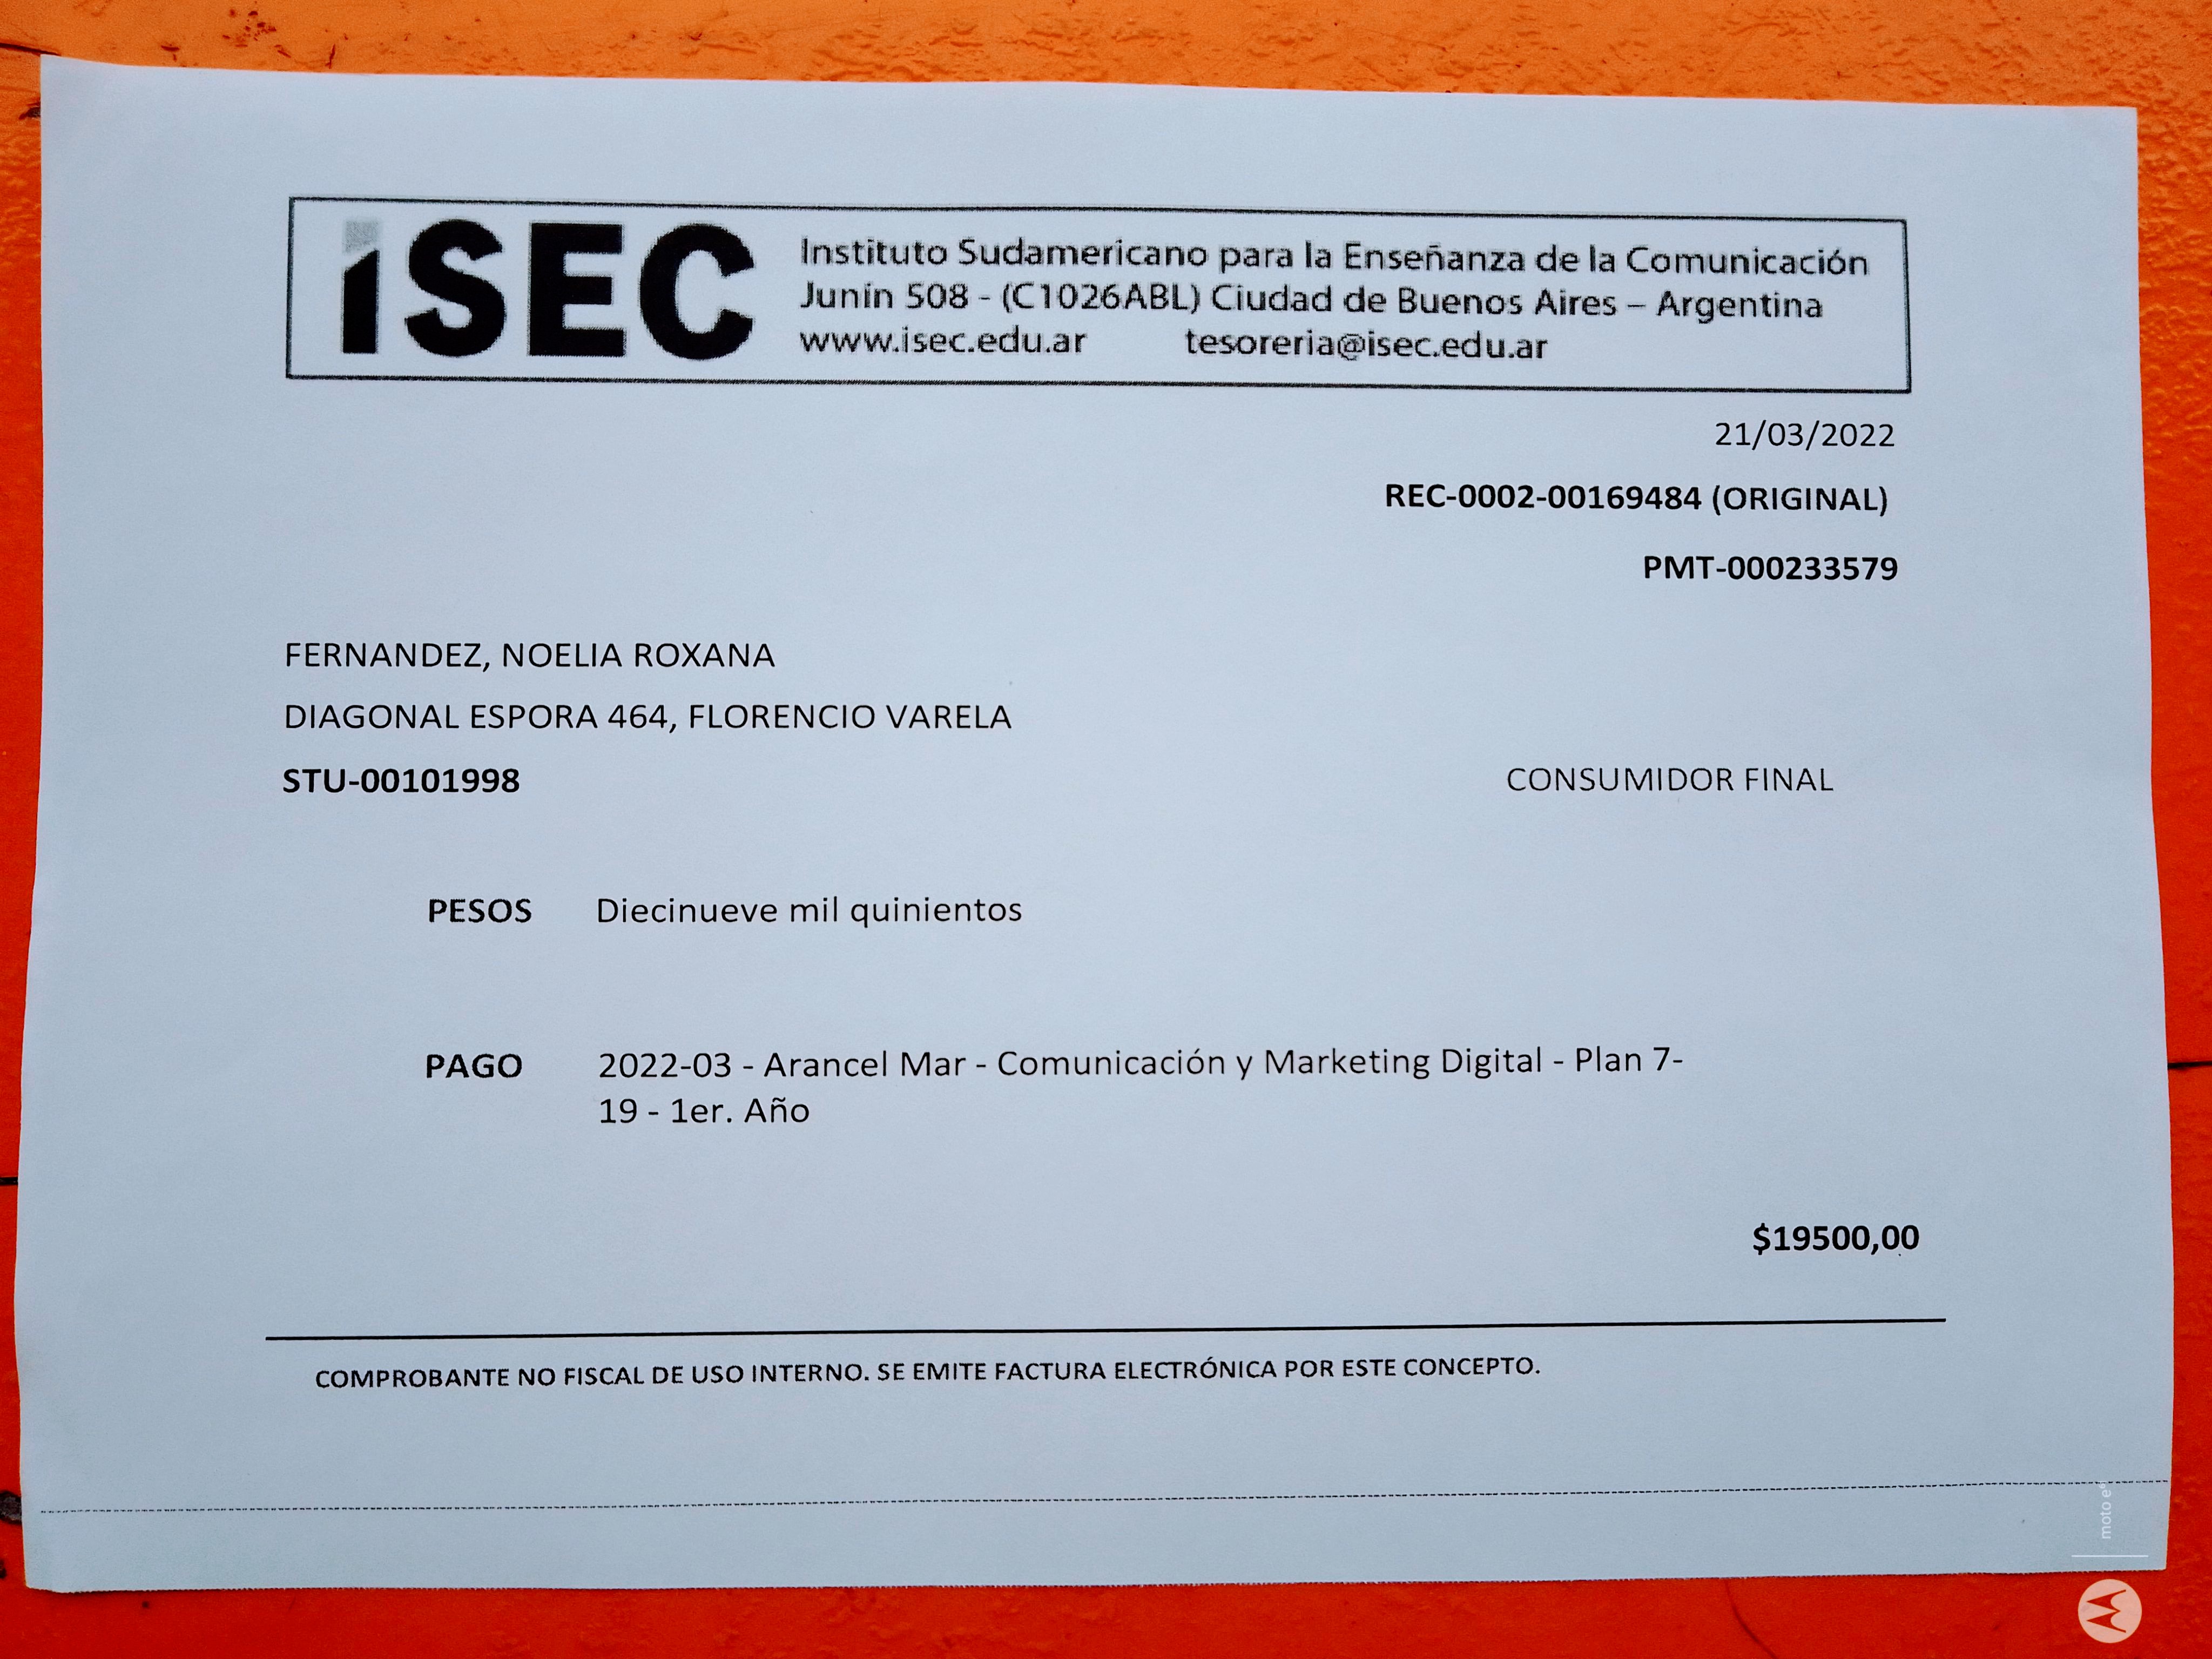 iSEC
Instituto Sudamericano para la Enseñanza de la Comunicación
Junín 508 - (C1026ABL) Ciudad de Buenos Aires – Argentina
www.isec.edu.ar tesoreria@isec.edu.ar
21/03/2022
REC-0002-00169484 (ORIGINAL)
PMT-000233579
FERNANDEZ, NOELIA ROXANA
DIAGONAL ESPORA 464, FLORENCIO VARELA
STU-00101998 CONSUMIDOR FINAL
PESOS Diecinueve mil quinientos
PAGO 2022-03 - Arancel Mar - Comunicación y Marketing Digital - Plan 7-
19 - 1er. Año
$19500,00
COMPROBANTE NO FISCAL DE USO INTERNO. SE EMITE FACTURA ELECTRÓNICA POR ESTE CONCEPTO.
moto e⁶